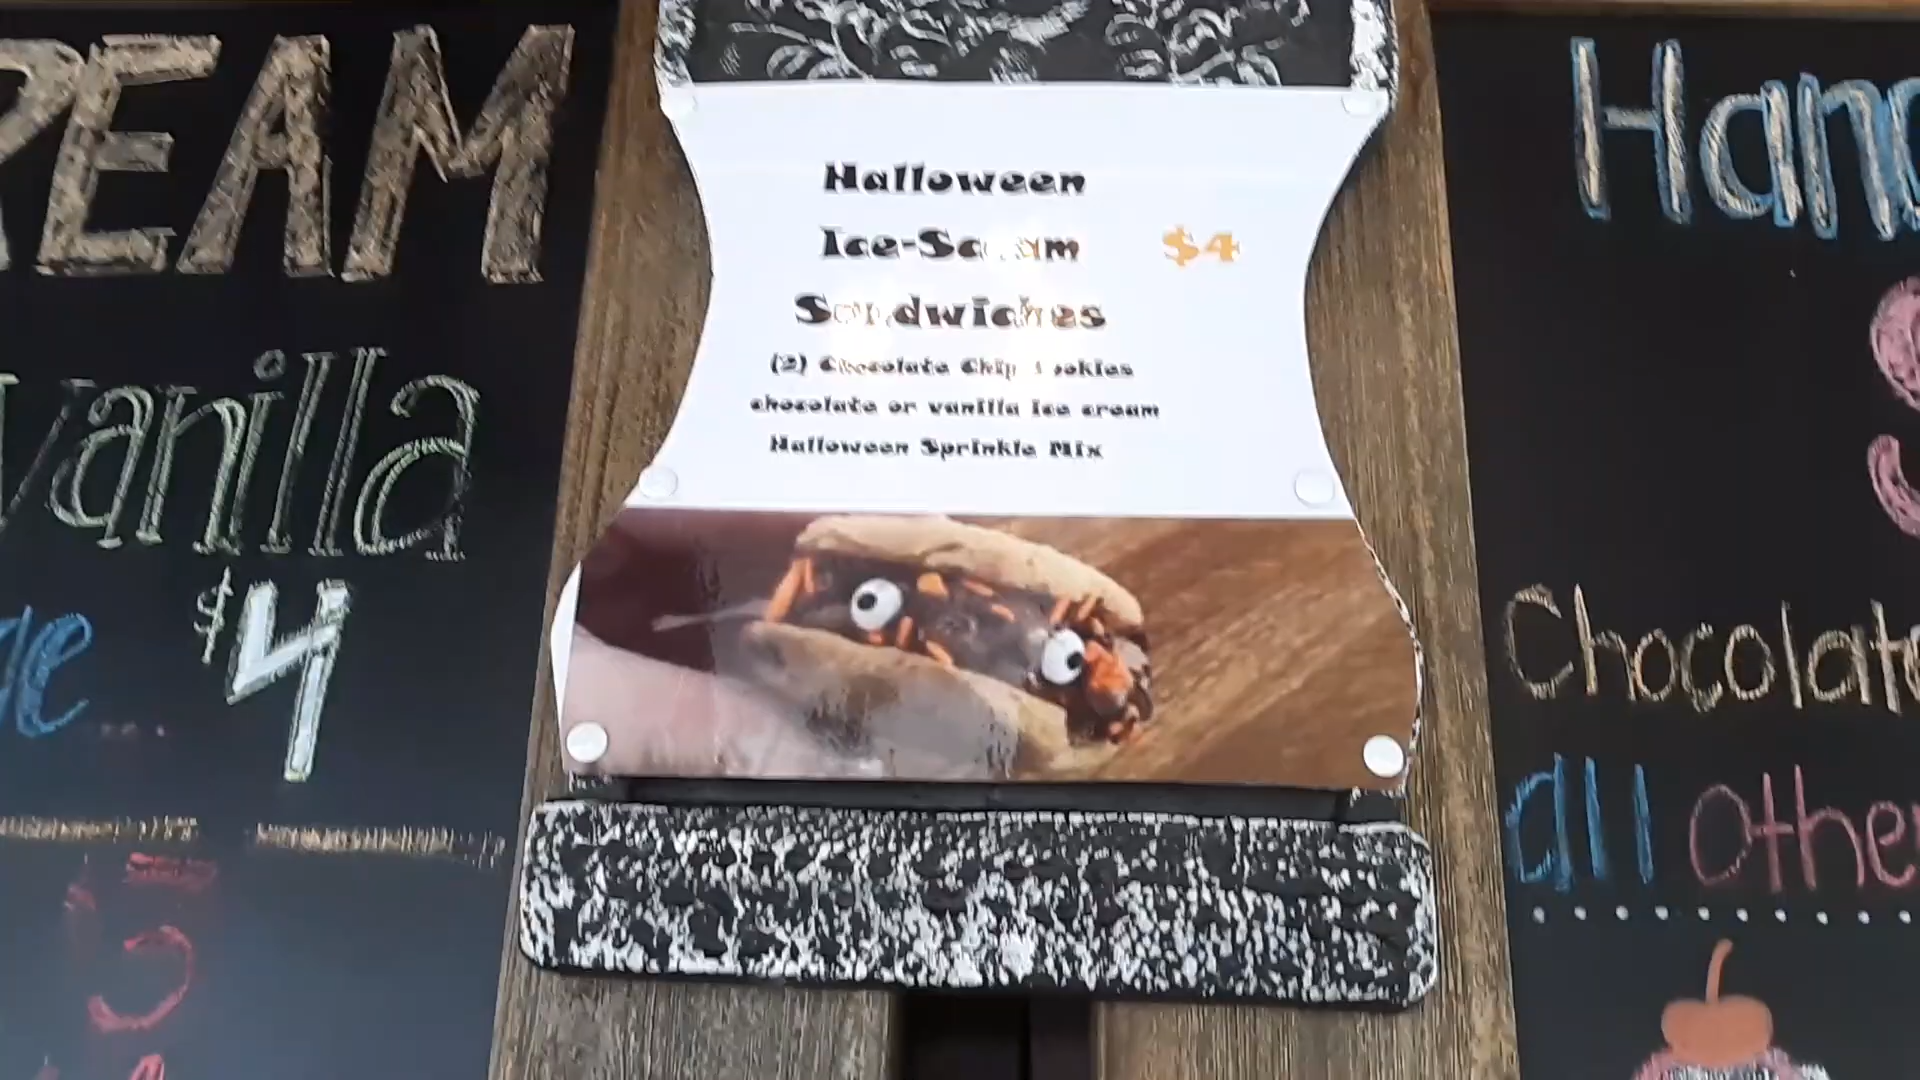 REAM
Vanilla
$4
5
Halloween
Ice-Scream $4
Sandwiches
(2) Chocolate Chip Cookies
chocolate or vanilla ice cream
Halloween Sprinkle Mix
Chocolate
all other